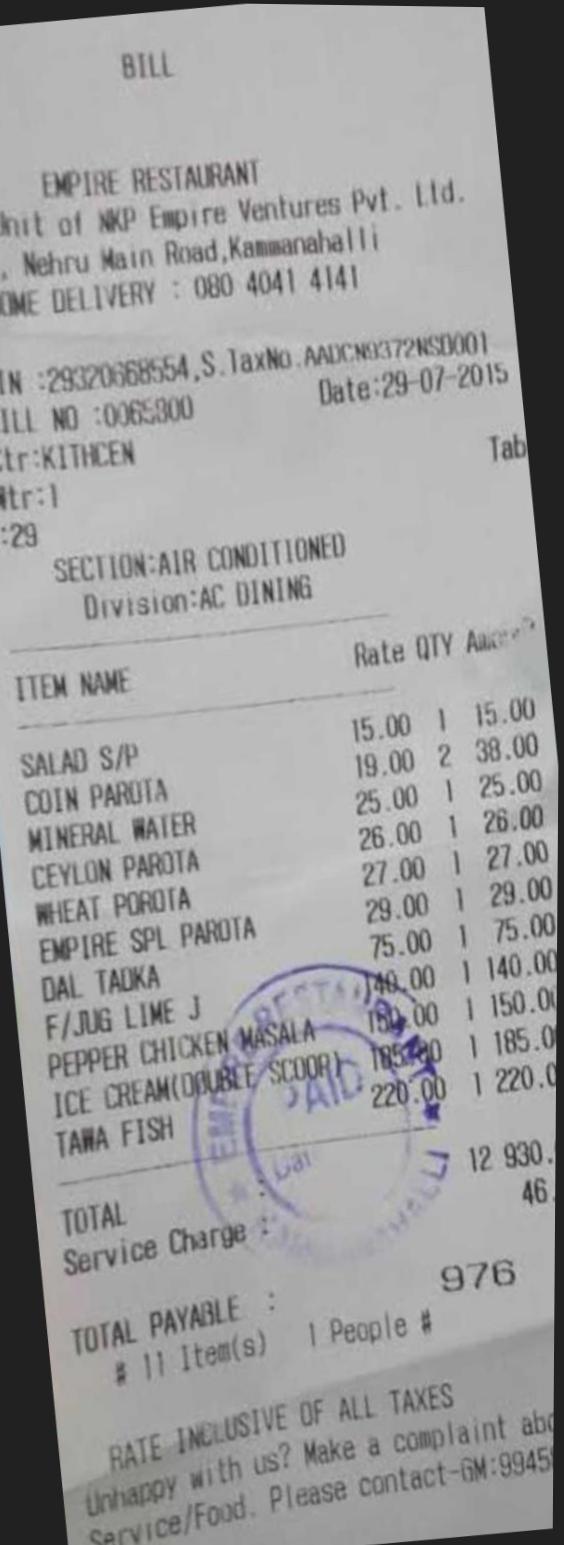 BILL
EMPIRE RESTAURANT
Unit of NKP Empire Ventures Pvt. Ltd.
, Nehru Main Road,Kammanahalli
OME DELIVERY : 080 4041 4141
IN :29320668554,S.TaxNo.AADCN9372NSD001
ILL NO :0065300 Date:29-07-2015
tr:KITHCEN Tab
tr:1
:29
SECTION:AIR CONDITIONED
Division:AC DINING
ITEM NAME Rate QTY
SALAD S/P 15.00 1 15.00
COIN PAROTA 19.00 2 38.00
MINERAL WATER 25.00 1 25.00
CEYLON PAROTA 26.00 1 26.00
WHEAT POROTA 27.00 1 27.00
EMPIRE SPL PAROTA 29.00 1 29.00
DAL TADKA 75.00 1 75.00
F/JUG LIME J 140.00 1 140.00
PEPPER CHICKEN MASALA 150.00 1 150.00
ICE CREAM(DOUBLE SCOOP) 185.00 1 185.0
TAWA FISH 220.00 1 220.0
EMPIRE RESTAURANT
PAID
TOTAL : 12 930.
Service Charge : 46.
TOTAL PAYABLE : 976
# 11 Item(s) 1 People #
RATE INCLUSIVE OF ALL TAXES
Unhappy with us? Make a complaint abo
Service/Food. Please contact-GM:9945